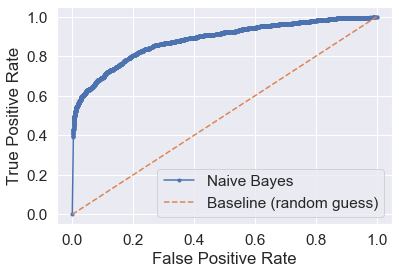 1.0
0.8
0.6
0.4
0.2
0.0
True Positive Rate
Naive Bayes
Baseline (random guess)
0.0 0.2 0.4 0.6 0.8 1.0
False Positive Rate